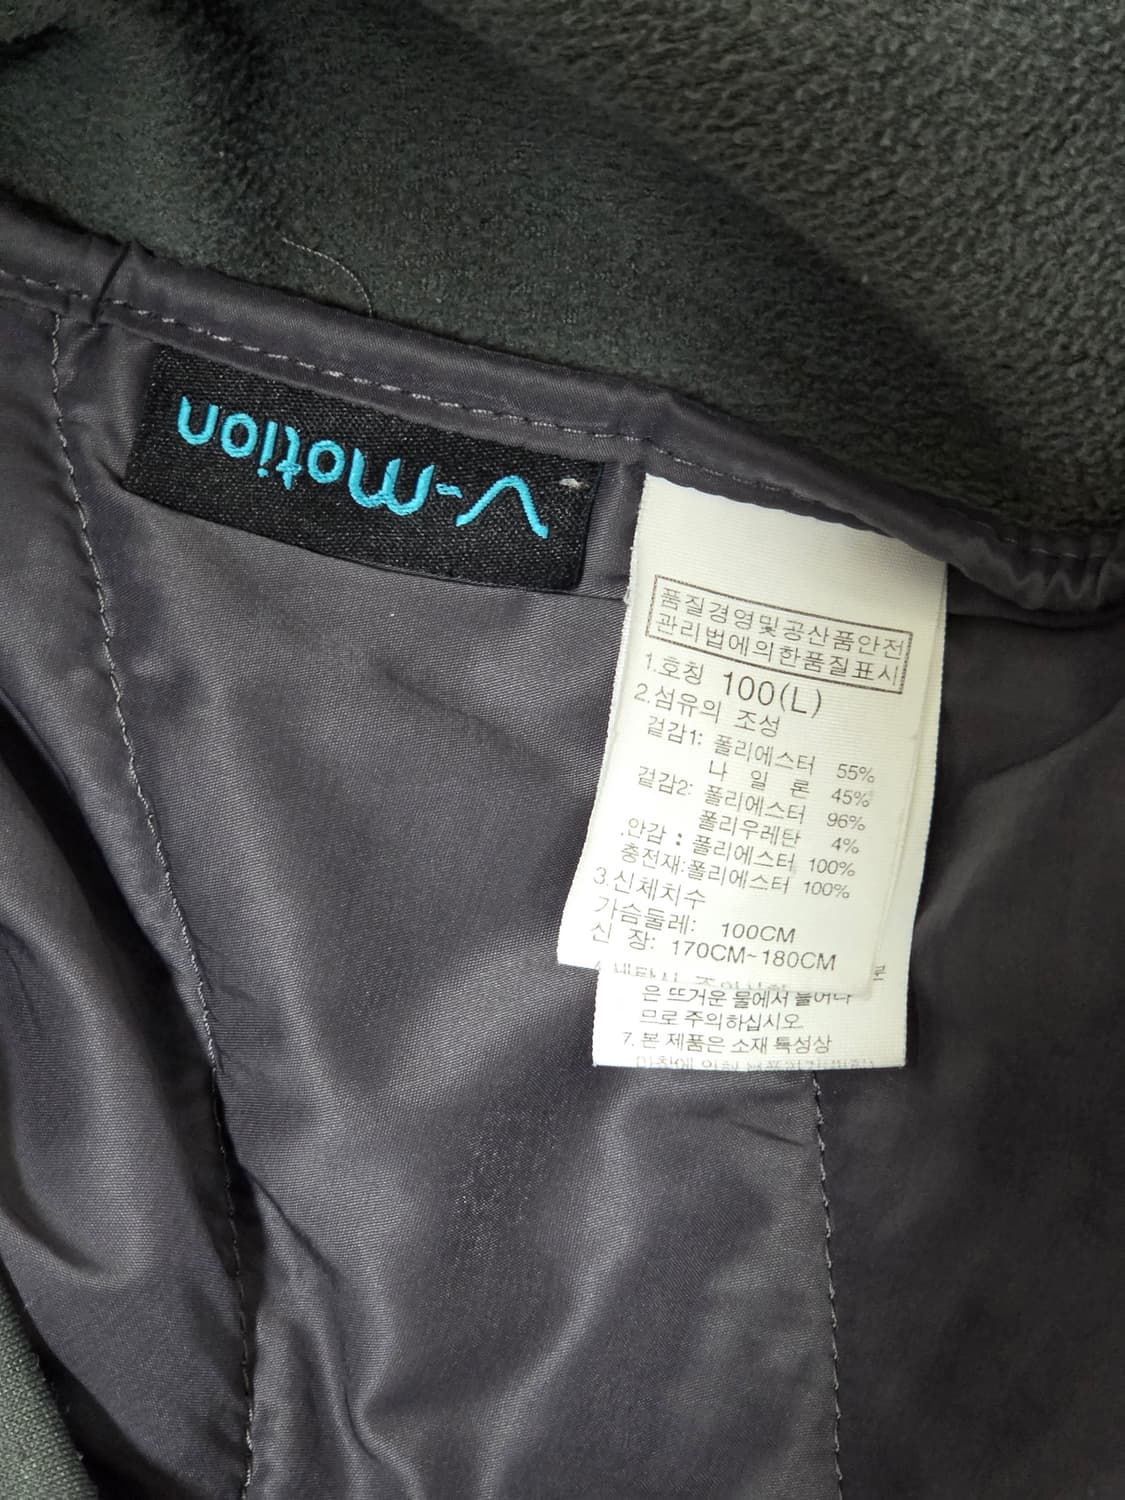 v-motion
품질경영및공산품안전
관리법에의한품질표시
1.호칭 100(L)
2.섬유의 조성
겉감1: 폴리에스터 55%
나 일 론 45%
겉감2: 폴리에스터 96%
폴리우레탄 4%
안감 : 폴리에스터 100%
충전재:폴리에스터 100%
3.신체치수
가슴둘레: 100CM
신 장: 170CM~180CM
은 뜨거운 물에서 늘어나
므로 주의하십시오
7. 본 제품은 소재 특성상